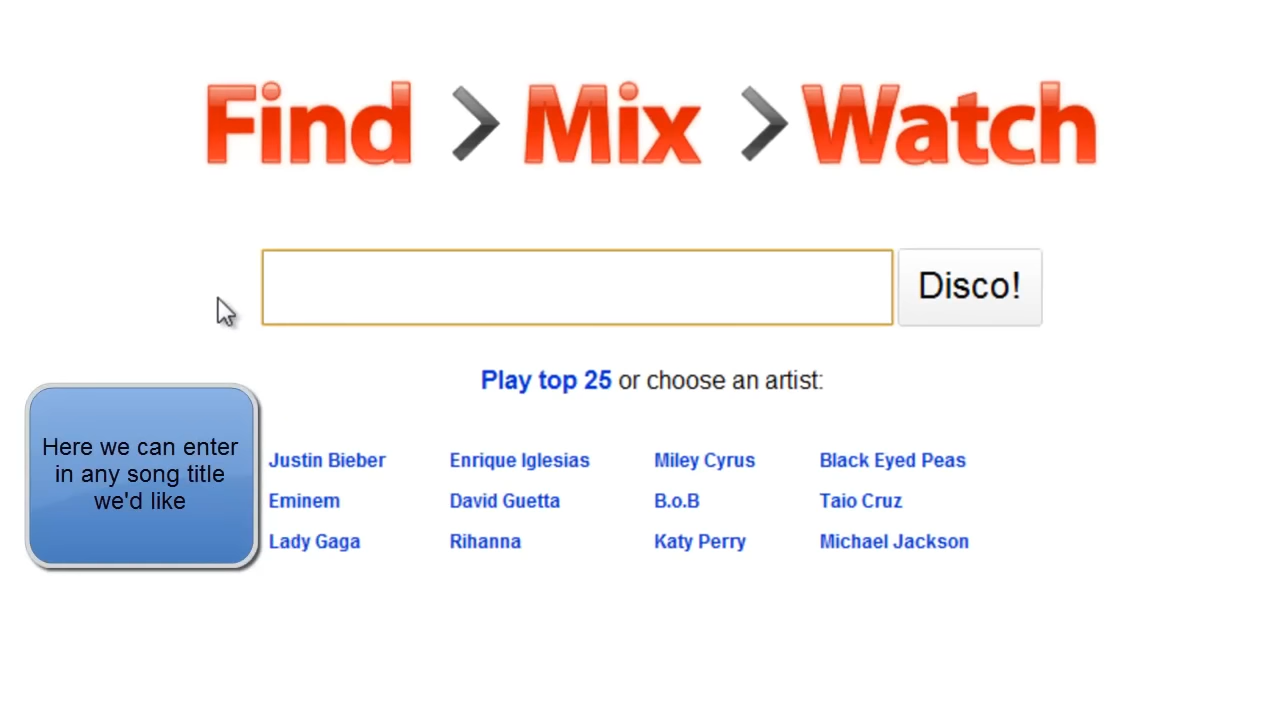 Find > Mix > Watch
Disco!
Play top 25 or choose an artist:
Here we can enter
in any song title
we'd like
Justin Bieber Enrique Iglesias Miley Cyrus Black Eyed Peas
Eminem David Guetta B.o.B Taio Cruz
Lady Gaga Rihanna Katy Perry Michael Jackson